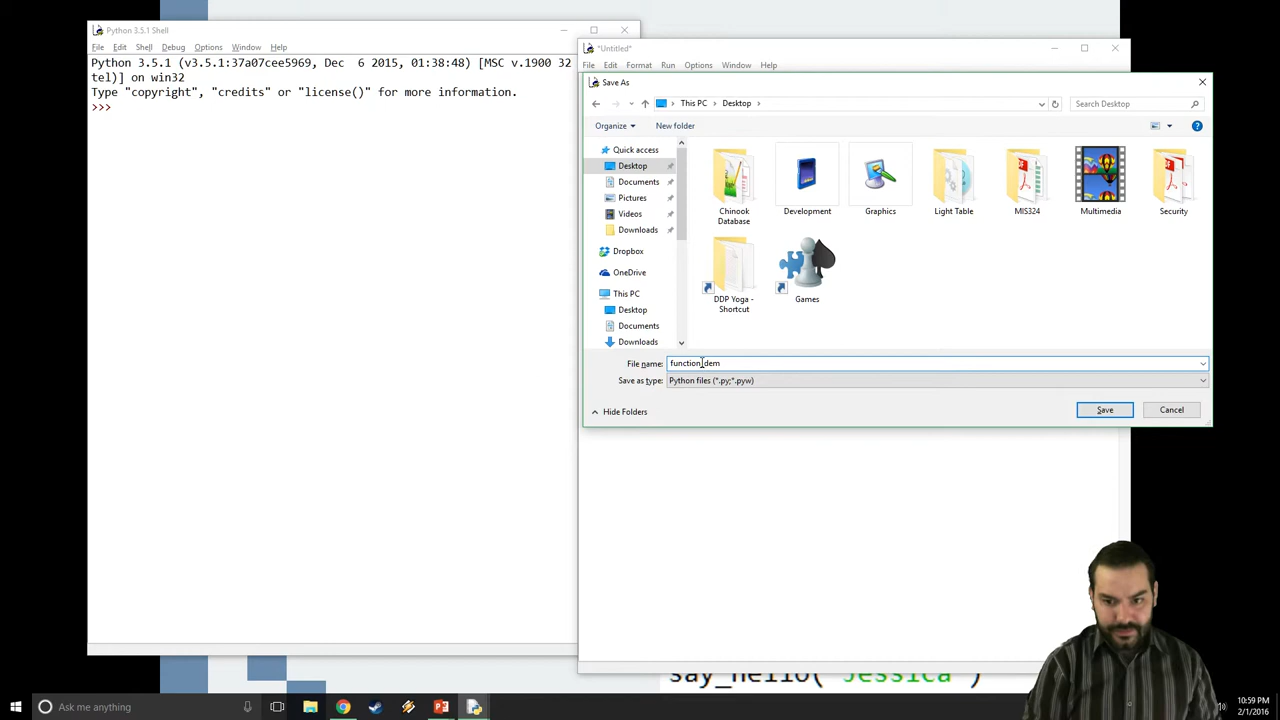 Python 3.5.1 Shell
File Edit Shell Debug Options Window Help
Python 3.5.1 (v3.5.1:37a07cee5969, Dec  6 2015, 01:38:48) [MSC v.1900 32
tel)] on win32
Type "copyright", "credits" or "license()" for more information.
>>>
*Untitled*
File Edit Format Run Options Window Help
Save As
This PC > Desktop >
Search Desktop
Organize
New folder
Quick access
Desktop
Documents
Pictures
Videos
Downloads
Dropbox
OneDrive
This PC
Desktop
Documents
Downloads
Chinook
Database
Development
Graphics
Light Table
MIS324
Multimedia
Security
DDP Yoga -
Shortcut
Games
File name: function_dem
Save as type: Python files (*.py;*.pyw)
Hide Folders
Save
Cancel
say_hello("Jessica")
Ask me anything
10:59 PM
2/1/2016